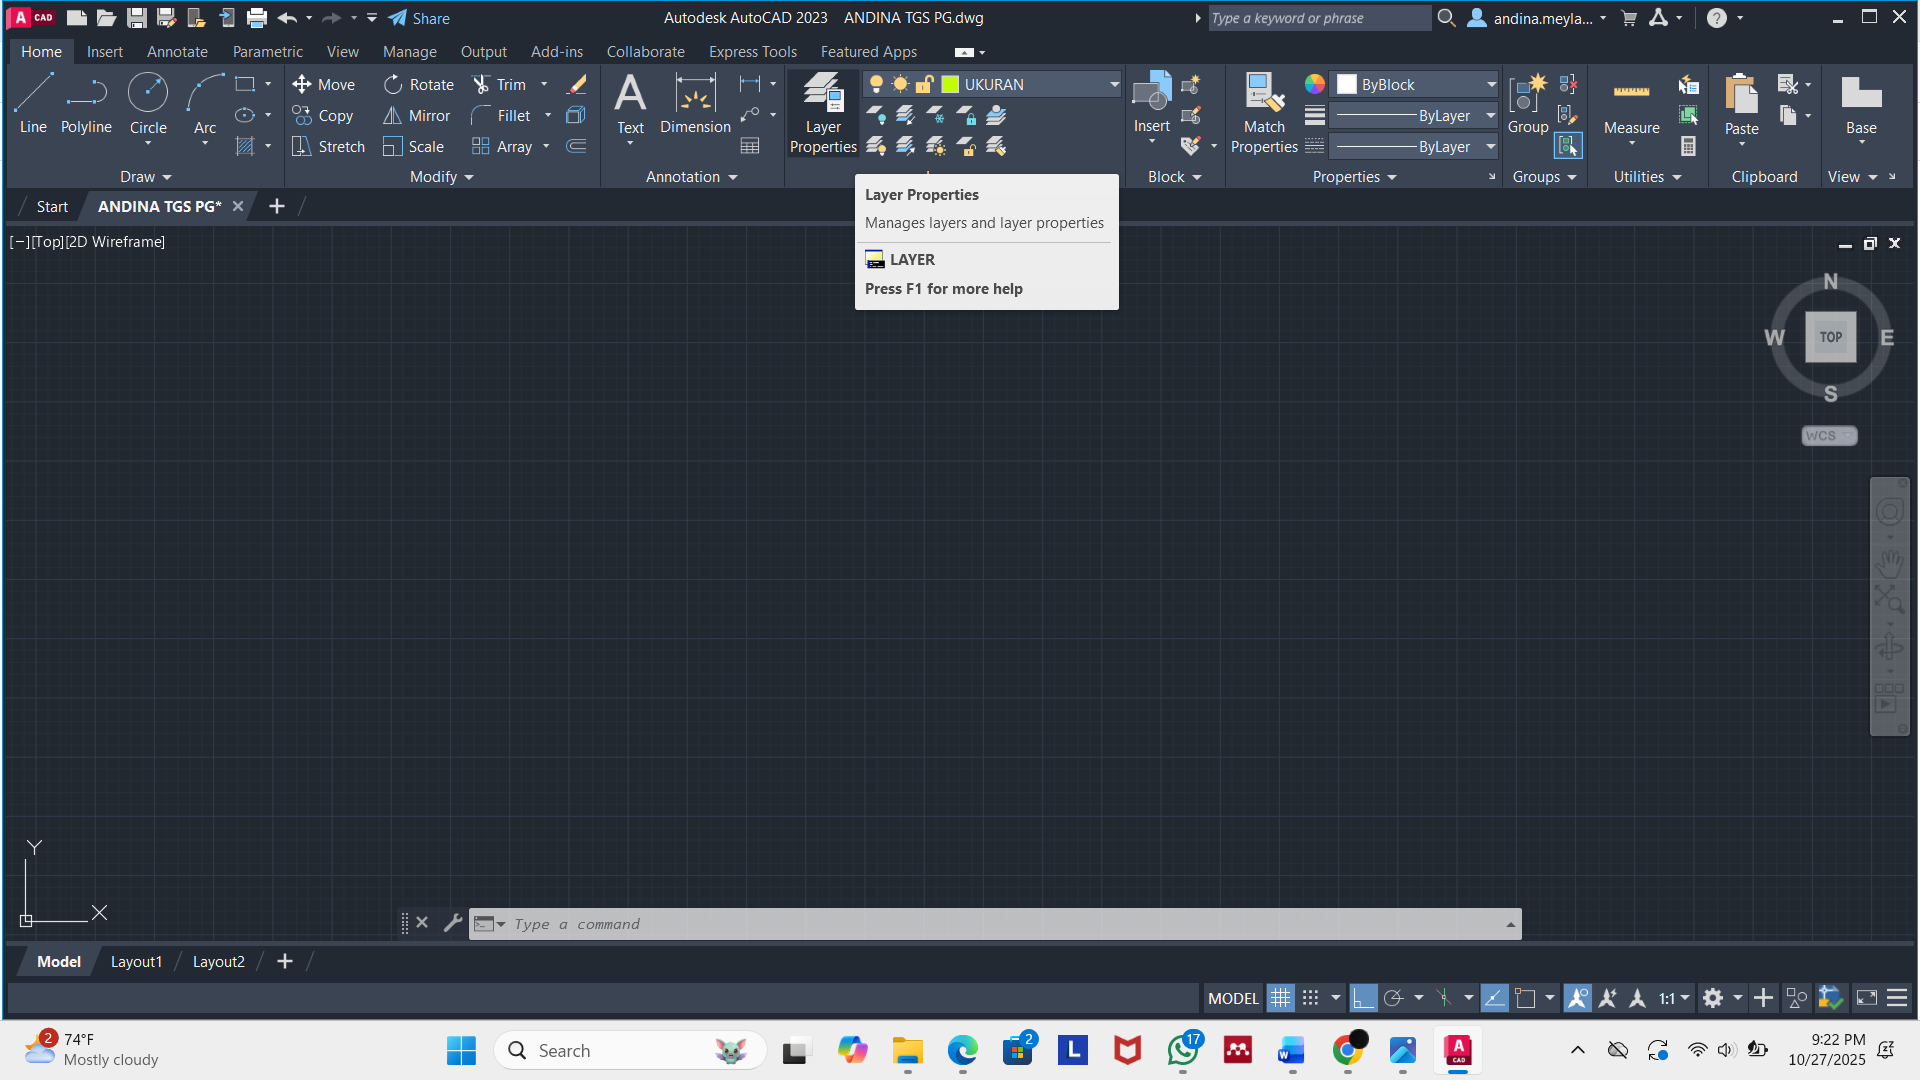 A CAD
Share
Autodesk AutoCAD 2023 ANDINA TGS PG.dwg
Type a keyword or phrase
andina.meyla...
?
Home Insert Annotate Parametric View Manage Output Add-ins Collaborate Express Tools Featured Apps
Line
Polyline
Circle
Arc
Draw
Move
Rotate
Trim
Copy
Mirror
Fillet
Stretch
Scale
Array
Modify
A
Text
Dimension
Annotation
Layer
Properties
UKURAN
Insert
Block
Match
Properties
ByBlock
ByLayer
ByLayer
Properties
Group
Groups
Measure
Utilities
Paste
Clipboard
Base
View
Layer Properties
Manages layers and layer properties
LAYER
Press F1 for more help
Start
ANDINA TGS PG*
[−][Top][2D Wireframe]
N
W
TOP
E
S
WCS
Y
X
Type a command
Model Layout1 Layout2
MODEL
1:1
2
74°F
Mostly cloudy
Search
2
L
17
W
A
CAD
9:22 PM
10/27/2025